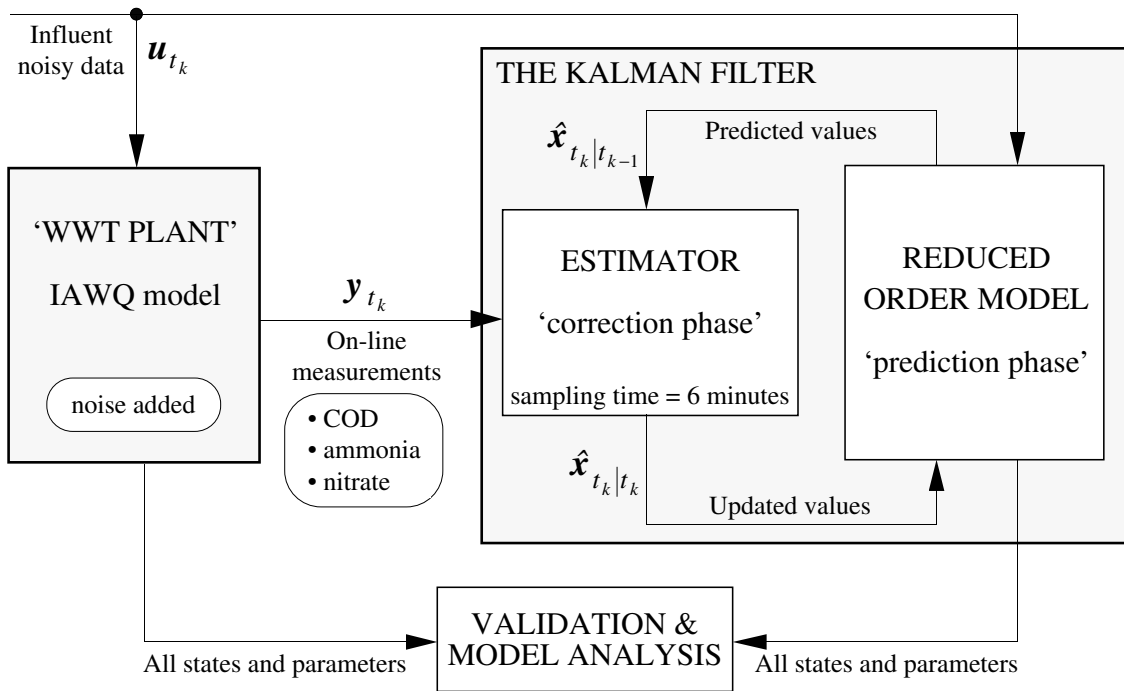 Influent
noisy data
𝒖 t_k
THE KALMAN FILTER
Predicted values
x̂ t_k|t_{k−1}
‘WWT PLANT’
IAWQ model
noise added
y t_k
On-line
measurements
• COD
• ammonia
• nitrate
ESTIMATOR
‘correction phase’
sampling time = 6 minutes
REDUCED
ORDER MODEL
‘prediction phase’
x̂ t_k|t_k
Updated values
VALIDATION &
MODEL ANALYSIS
All states and parameters
All states and parameters